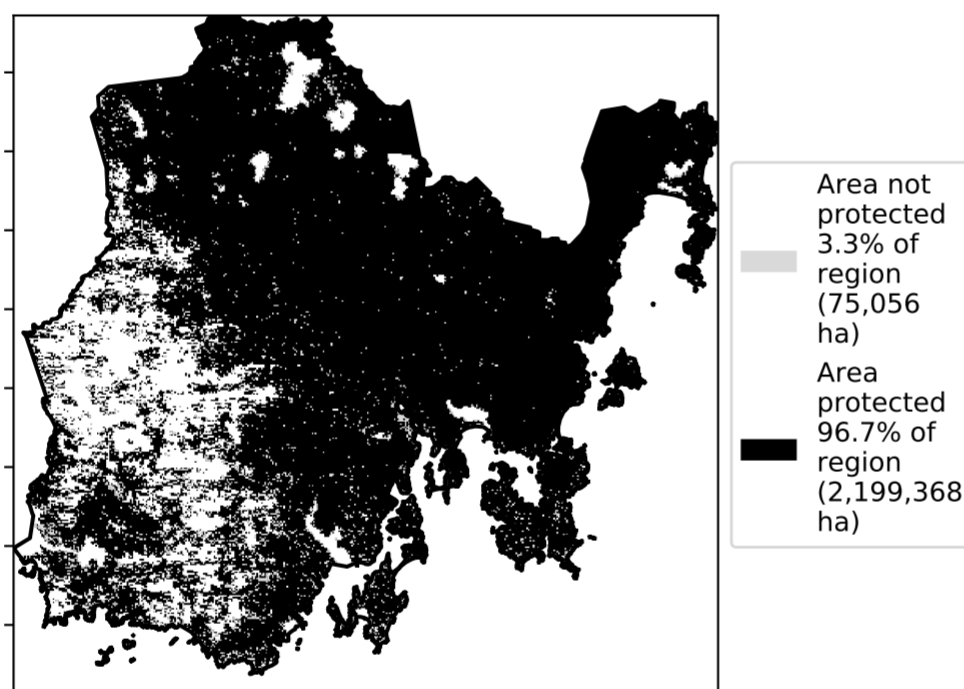 Area not
protected
3.3% of
region
(75,056
ha)
Area
protected
96.7% of
region
(2,199,368
ha)